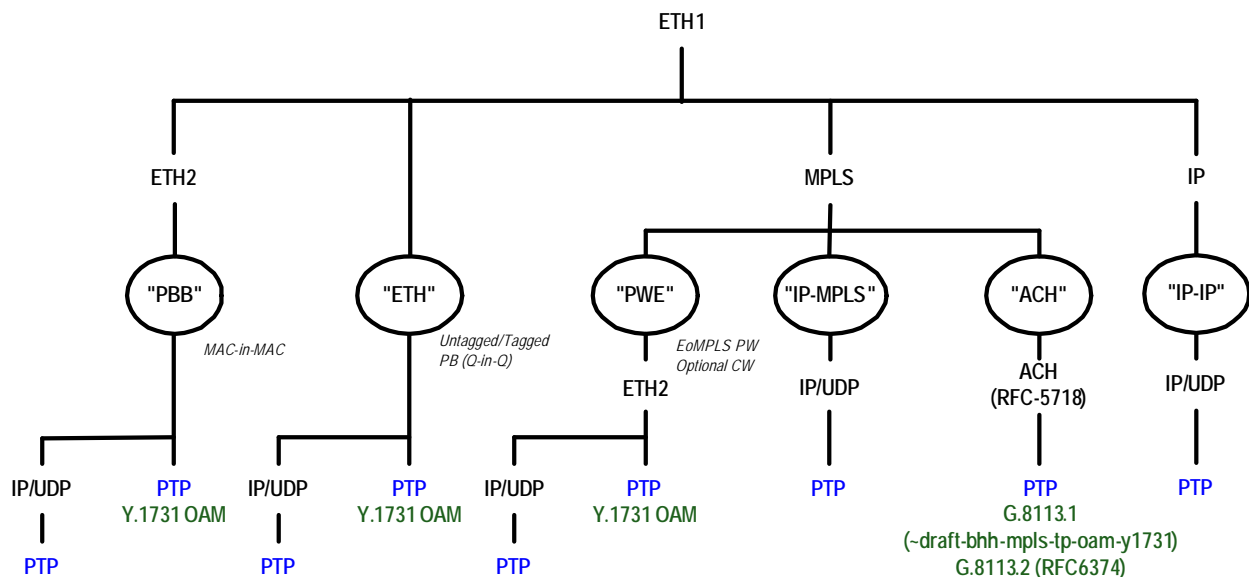 ETH1
ETH2
MPLS
IP
"PBB"
"ETH"
"PWE"
"IP-MPLS"
"ACH"
"IP-IP"
MAC-in-MAC
Untagged/Tagged
PB (Q-in-Q)
EoMPLS PW
Optional CW
ETH2
IP/UDP
ACH
(RFC-5718)
IP/UDP
IP/UDP
PTP
Y.1731 OAM
IP/UDP
PTP
Y.1731 OAM
IP/UDP
PTP
Y.1731 OAM
PTP
PTP
G.8113.1
(~draft-bhh-mpls-tp-oam-y1731)
G.8113.2 (RFC6374)
PTP
PTP
PTP
PTP